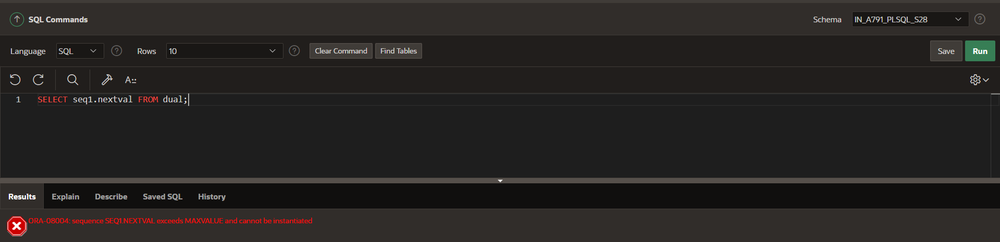 SQL Commands
Schema
IN_A791_PLSQL_S28
Language
SQL
Rows
10
Clear Command
Find Tables
Save
Run
A::
1 SELECT seq1.nextval FROM dual;
Results
Explain
Describe
Saved SQL
History
ORA-08004: sequence SEQ1.NEXTVAL exceeds MAXVALUE and cannot be instantiated